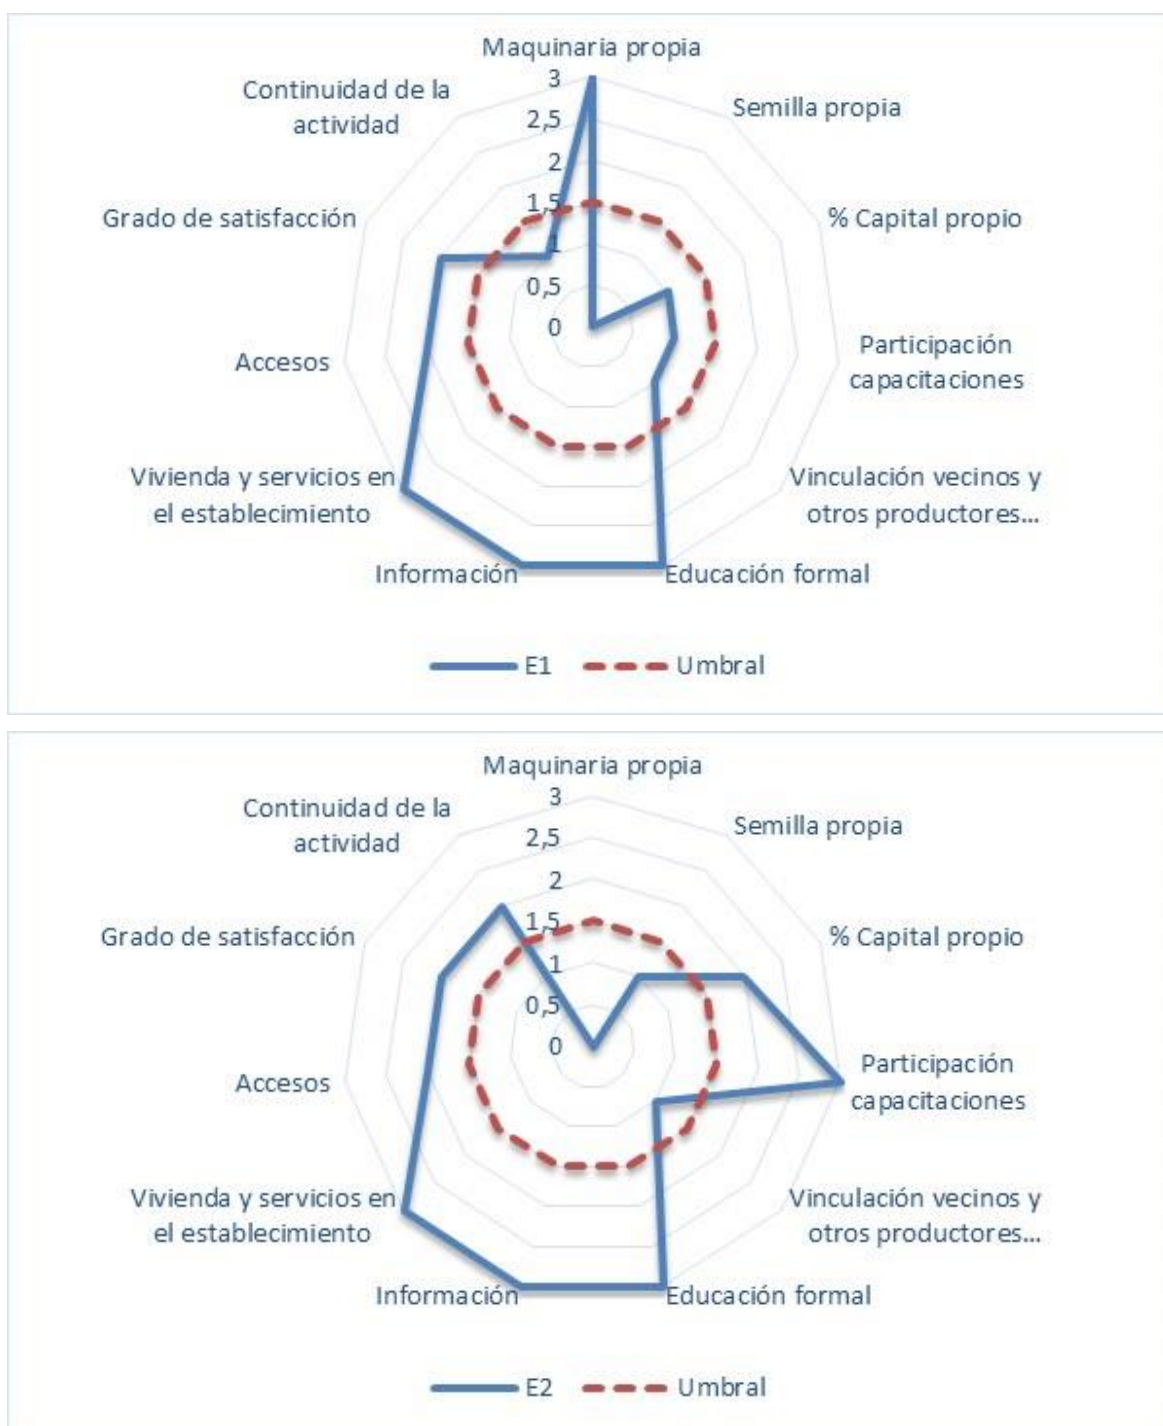 Maquinaria propia
Continuidad de la
actividad
3
Semilla propia
2,5
2
Grado de satisfacción
1,5
% Capital propio
1
0,5
0
Accesos
Participación
capacitaciones
Vivienda y servicios en
el establecimiento
Vinculación vecinos y
otros productores...
Información
Educación formal
E1
Umbral
Maquinaria propia
Continuidad de la
actividad
3
Semilla propia
2,5
2
Grado de satisfacción
1,5
% Capital propio
1
0,5
0
Accesos
Participación
capacitaciones
Vivienda y servicios en
el establecimiento
Vinculación vecinos y
otros productores...
Información
Educación formal
E2
Umbral